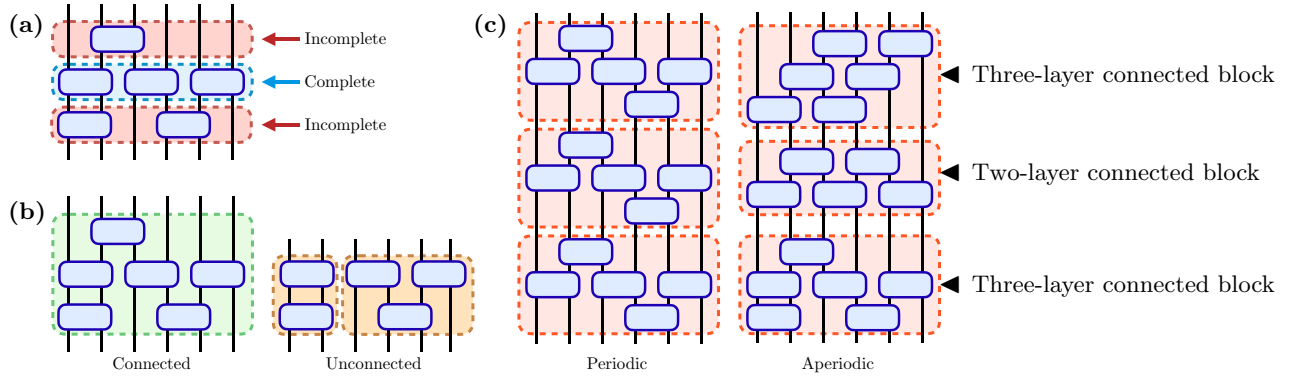 (a)
Incomplete
Complete
Incomplete
(b)
Connected
Unconnected
(c)
Three-layer connected block
Two-layer connected block
Three-layer connected block
Periodic
Aperiodic